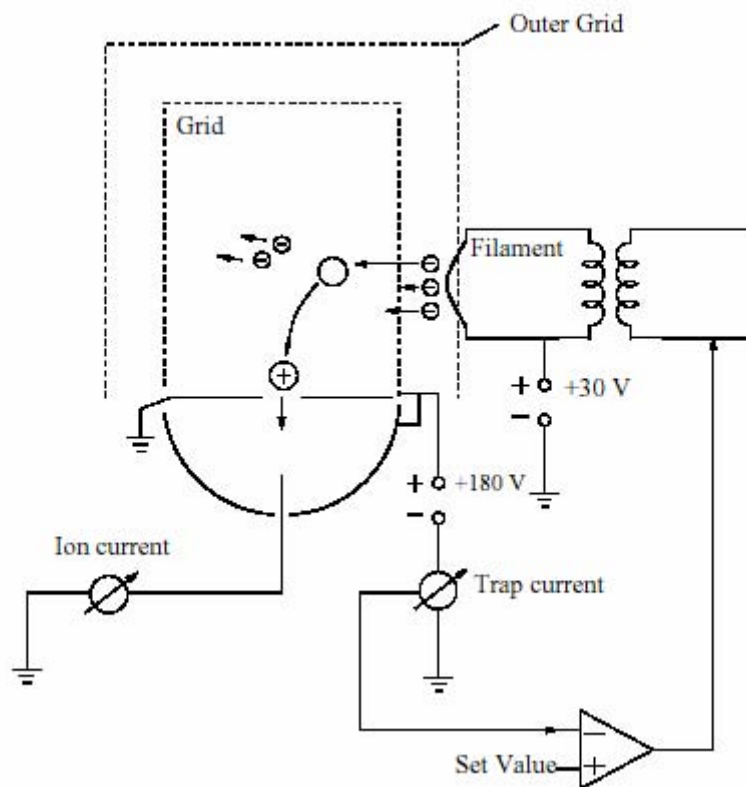 Outer Grid
Grid
Filament
+
−
+30 V
+
−
+180 V
Ion current
Trap current
−
Set Value
+